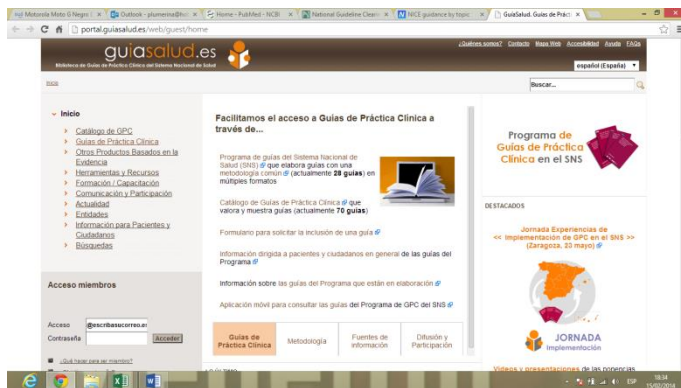 Motorola Moto G Negro
Outlook - plumerina@ho
Home - PubMed - NCBI
National Guideline Clearin
NICE guidance by topic
GuiaSalud. Guías de Prácti
portal.guiasalud.es/web/guest/home
guiasalud.es
Biblioteca de Guías de Práctica Clínica del Sistema Nacional de Salud
¿Quiénes somos? Contacto Mapa Web Accesibilidad Ayuda FAQs
español (España)
Inicio
Buscar...
Inicio
Catálogo de GPC
Guías de Práctica Clínica
Otros Productos Basados en la
Evidencia
Herramientas y Recursos
Formación / Capacitación
Comunicación y Participación
Actualidad
Entidades
Información para Pacientes y
Ciudadanos
Búsquedas
Acceso miembros
Acceso @escribasucorreo.es
Contraseña Acceder
¿Qué hacer para ser miembro?
Facilitamos el acceso a Guías de Práctica Clínica a
través de...
Programa de guías del Sistema Nacional de
Salud (SNS) que elabora guías con una
metodología común (actualmente 28 guías) en
múltiples formatos
Catálogo de Guías de Práctica Clínica que
valora y muestra guías (actualmente 70 guías)
Formulario para solicitar la inclusión de una guía
Información dirigida a pacientes y ciudadanos en general de las guías del
Programa
Información sobre las guías del Programa que están en elaboración
Aplicación móvil para consultar las guías del Programa de GPC del SNS
Guías de
Práctica Clínica
Metodología
Fuentes de
información
Difusión y
Participación
Programa de
Guías de Práctica
Clínica en el SNS
DESTACADOS
Jornada Experiencias de
<< Implementación de GPC en el SNS >>
(Zaragoza, 23 mayo)
JORNADA
Implementación
Vídeos y presentaciones de las ponencias
ESP
18:34
15/02/2014